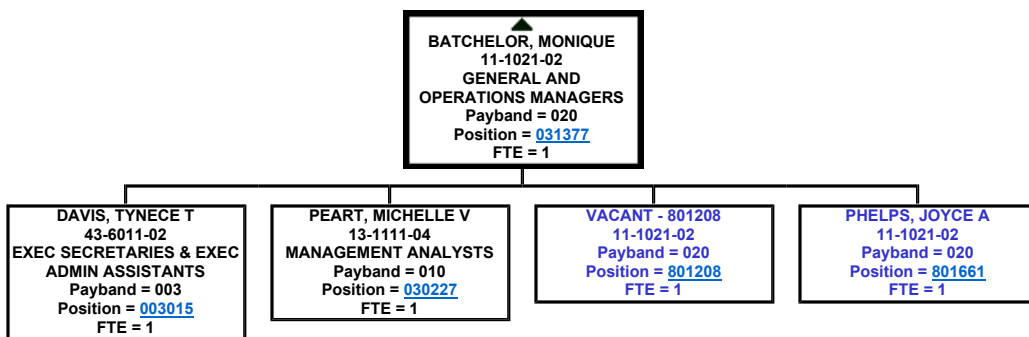 BATCHELOR, MONIQUE
11-1021-02
GENERAL AND
OPERATIONS MANAGERS
Payband = 020
Position = 031377
FTE = 1
DAVIS, TYNECE T
43-6011-02
EXEC SECRETARIES & EXEC
ADMIN ASSISTANTS
Payband = 003
Position = 003015
FTE = 1
PEART, MICHELLE V
13-1111-04
MANAGEMENT ANALYSTS
Payband = 010
Position = 030227
FTE = 1
VACANT - 801208
11-1021-02
Payband = 020
Position = 801208
FTE = 1
PHELPS, JOYCE A
11-1021-02
Payband = 020
Position = 801661
FTE = 1